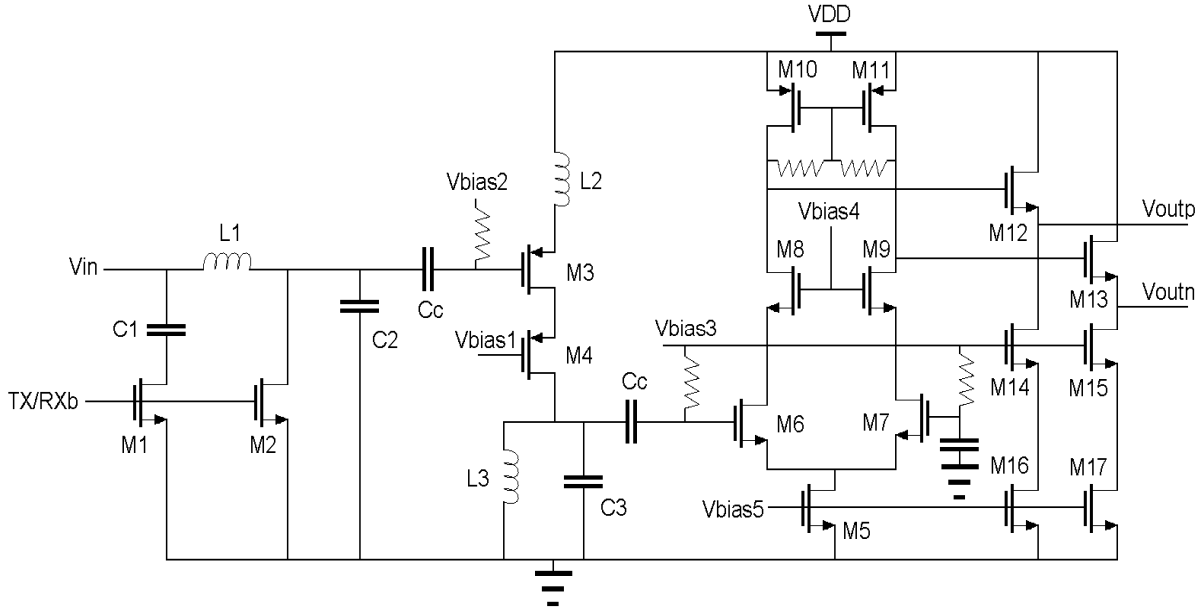 VDD
M10
M11
L2
Vbias2
Voutp
Vbias4
M12
L1
M8
M9
Vin
M3
M13
Voutn
Cc
C1
C2
Vbias1
Vbias3
M4
Cc
M14
M15
TX/RXb
M1
M2
M6
M7
L3
M16
M17
C3
Vbias5
M5